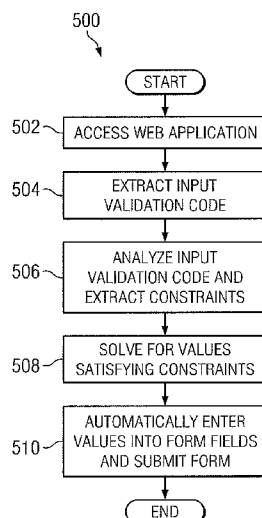 500
START
502
ACCESS WEB APPLICATION
504
EXTRACT INPUT
VALIDATION CODE
506
ANALYZE INPUT
VALIDATION CODE AND
EXTRACT CONSTRAINTS
508
SOLVE FOR VALUES
SATISFYING CONSTRAINTS
510
AUTOMATICALLY ENTER
VALUES INTO FORM FIELDS
AND SUBMIT FORM
END